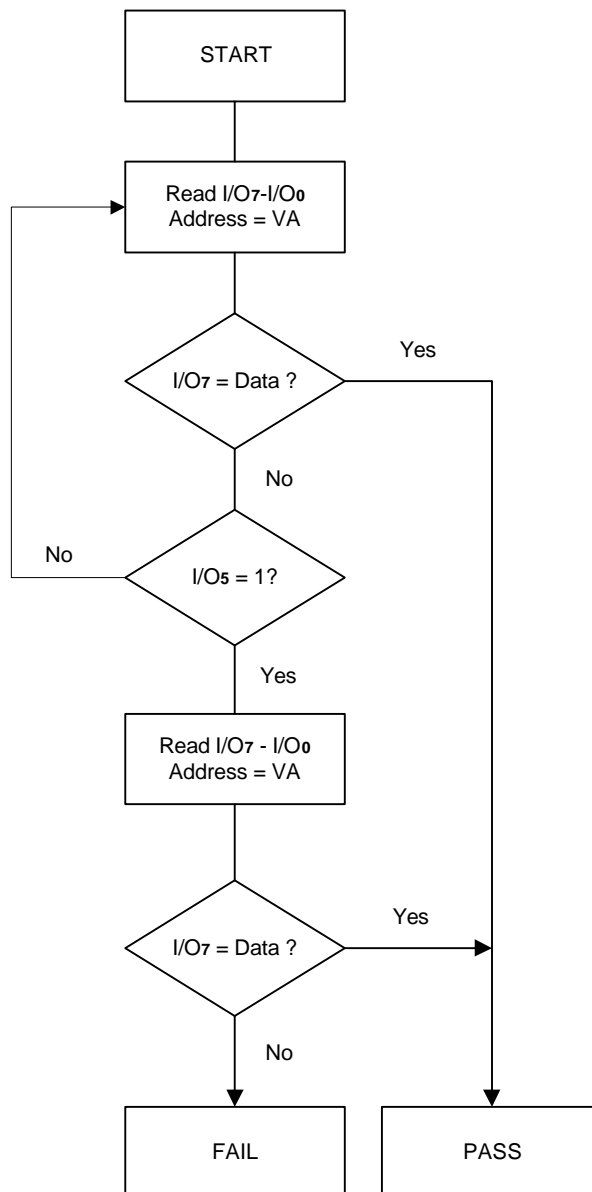 START
Read I/O7-I/O0
Address = VA
Yes
I/O7 = Data ?
No
No
I/O5 = 1?
Yes
Read I/O7 - I/O0
Address = VA
Yes
I/O7 = Data ?
No
FAIL
PASS